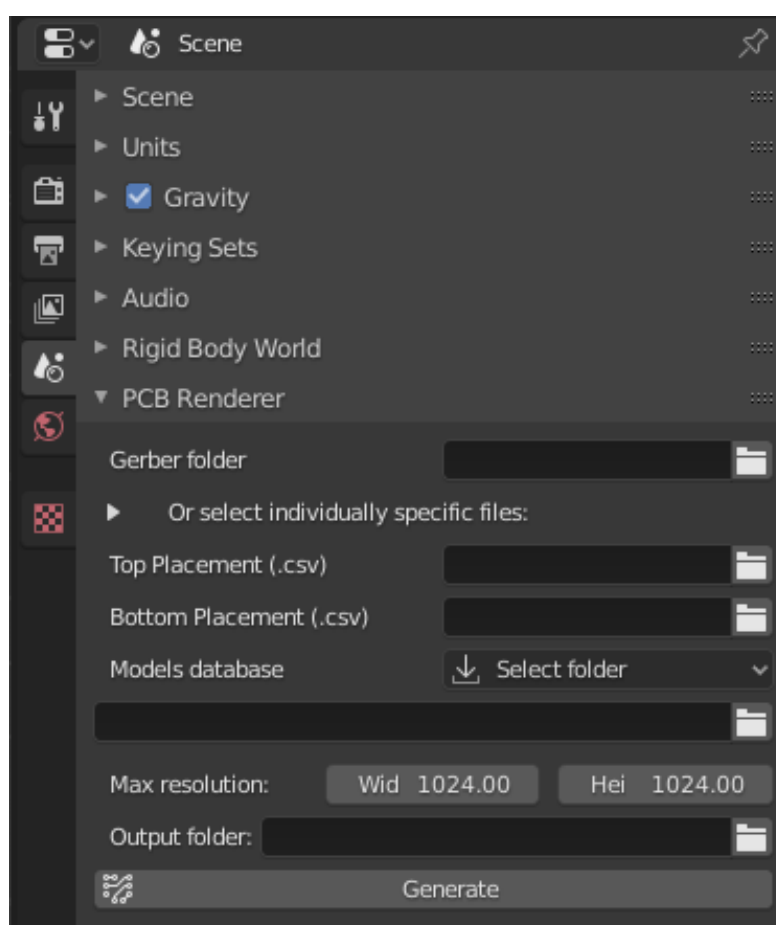 Scene
Scene
Units
Gravity
Keying Sets
Audio
Rigid Body World
PCB Renderer
Gerber folder
Or select individually specific files:
Top Placement (.csv)
Bottom Placement (.csv)
Models database Select folder
Max resolution: Wid 1024.00 Hei 1024.00
Output folder:
Generate